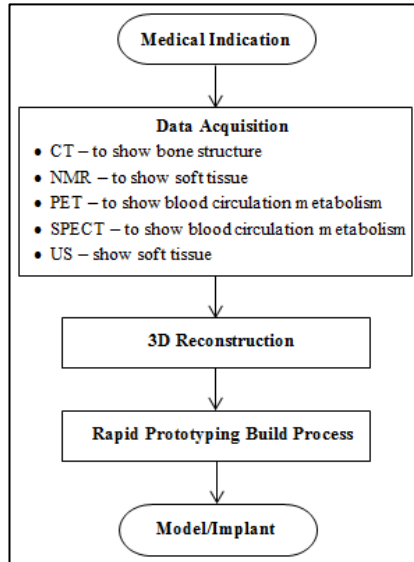 Medical Indication
Data Acquisition
• CT – to show bone structure
• NMR – to show soft tissue
• PET – to show blood circulation metabolism
• SPECT – to show blood circulation metabolism
• US – show soft tissue
3D Reconstruction
Rapid Prototyping Build Process
Model/Implant